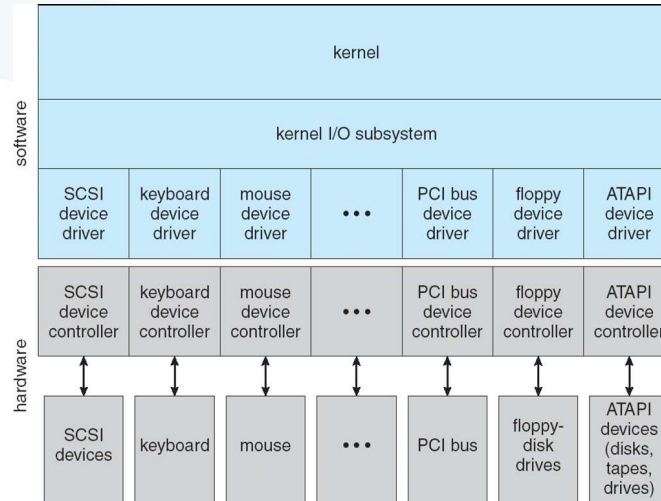 software
kernel
kernel I/O subsystem
SCSI
device
driver
keyboard
device
driver
mouse
device
driver
•••
PCI bus
device
driver
floppy
device
driver
ATAPI
device
driver
hardware
SCSI
device
controller
keyboard
device
controller
mouse
device
controller
•••
PCI bus
device
controller
floppy
device
controller
ATAPI
device
controller
SCSI
devices
keyboard
mouse
•••
PCI bus
floppy-
disk
drives
ATAPI
devices
(disks,
tapes,
drives)